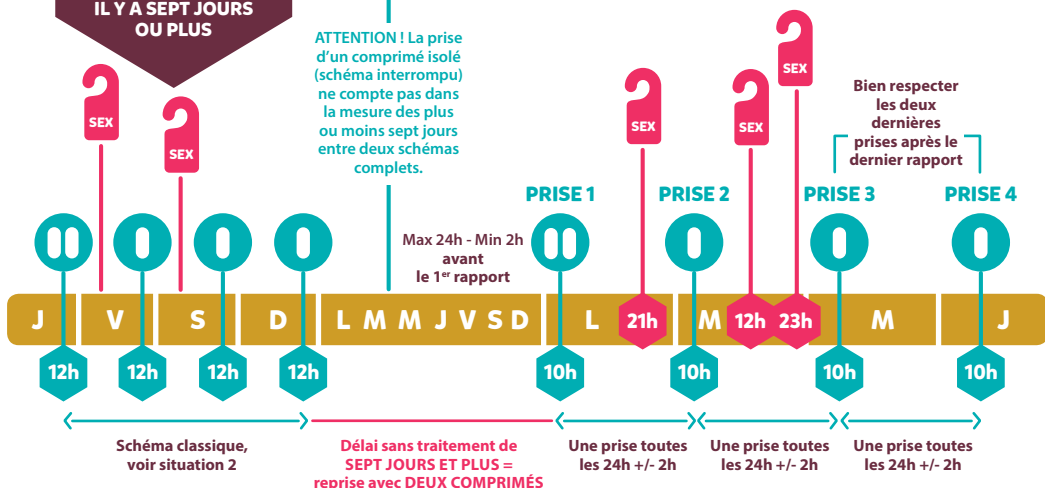 IL Y A SEPT JOURS
OU PLUS
ATTENTION ! La prise
d'un comprimé isolé
(schéma interrompu)
ne compte pas dans
la mesure des plus
ou moins sept jours
entre deux schémas
complets.
SEX
SEX
SEX
SEX
SEX
Bien respecter
les deux
dernières
prises après le
dernier rapport
PRISE 1
PRISE 2
PRISE 3
PRISE 4
Max 24h - Min 2h
avant
le 1er rapport
J V S D L M M J V S D L 21h M 12h 23h M J
12h 12h 12h 12h 10h 10h 10h 10h
Schéma classique,
voir situation 2
Délai sans traitement de
SEPT JOURS ET PLUS =
reprise avec DEUX COMPRIMÉS
Une prise toutes
les 24h +/- 2h
Une prise toutes
les 24h +/- 2h
Une prise toutes
les 24h +/- 2h